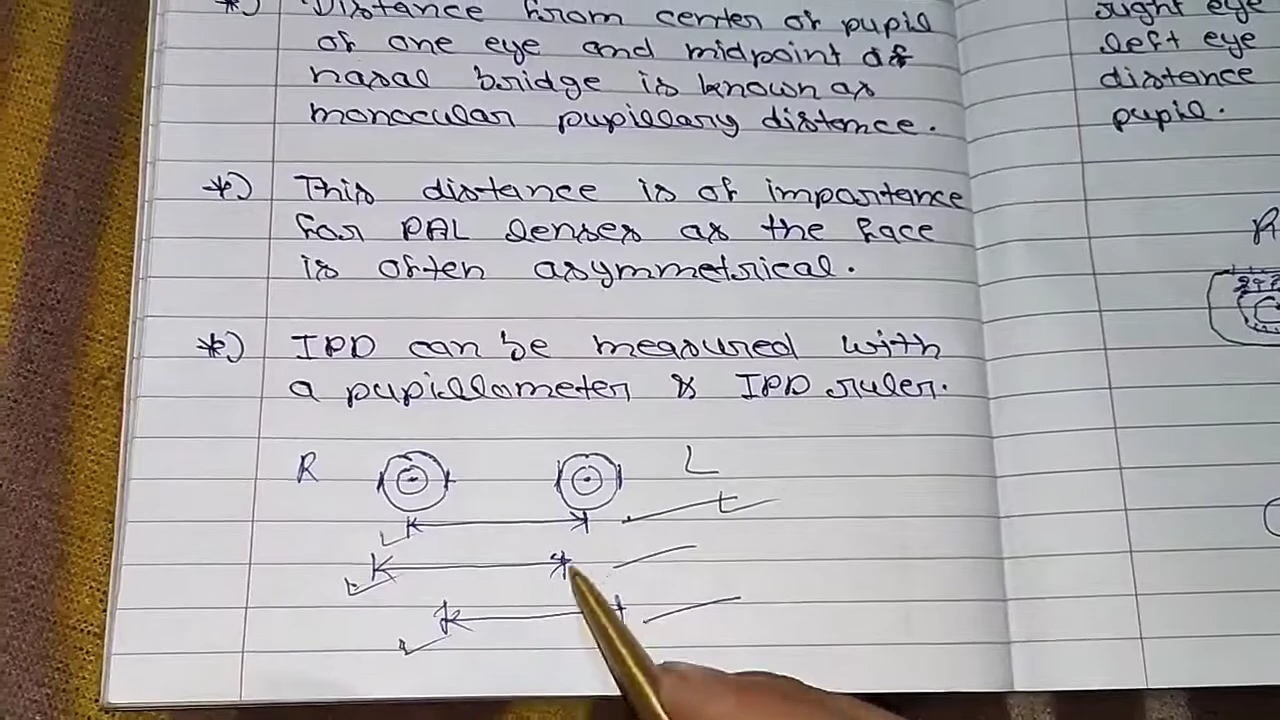 *) Distance from center of pupil
of one eye and midpoint of
nasal bridge is known as
monocular pupillary distance.
*) This distance is of importance
for PAL lenses as the face
is often asymmetrical.
*) IPD can be measured with
a pupillometer & IPD ruler.
R L
right eye
left eye
distance
pupil.
R